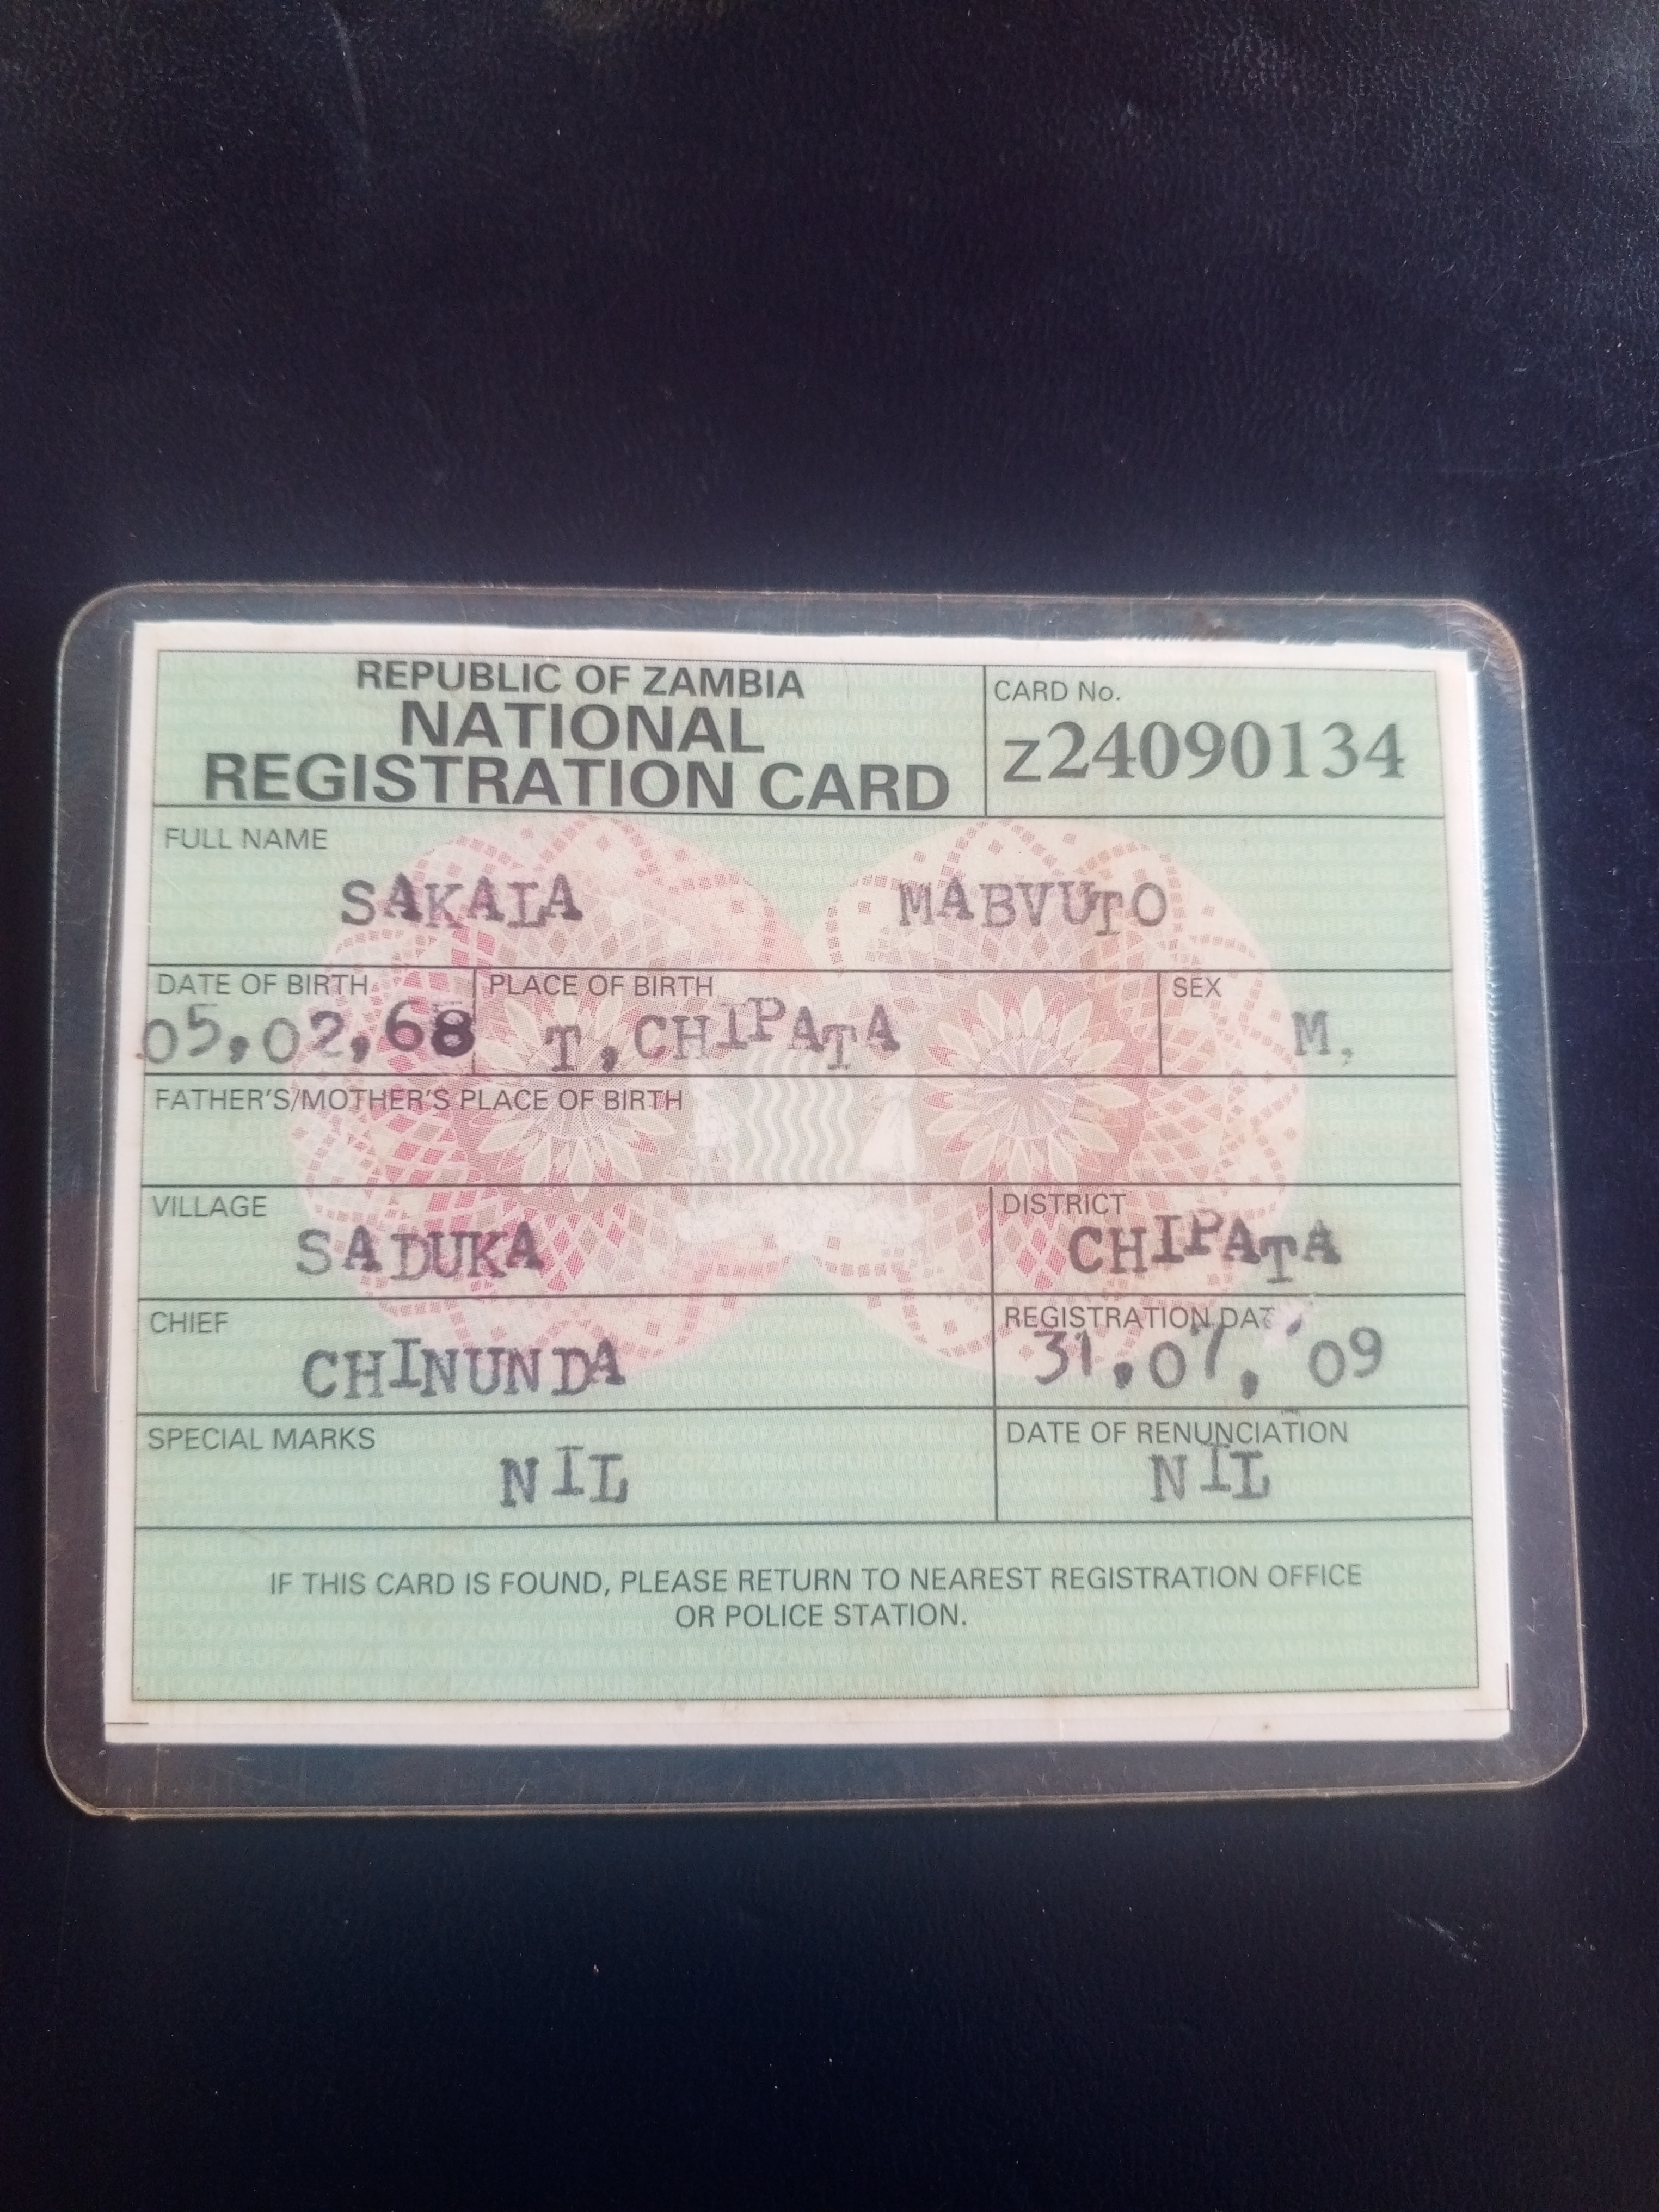 REPUBLIC OF ZAMBIA
NATIONAL
REGISTRATION CARD
CARD No.
Z24090134
FULL NAME
SAKALA MABVUTO
DATE OF BIRTH PLACE OF BIRTH SEX
05,02,68 T,CHIPATA M,
FATHER'S/MOTHER'S PLACE OF BIRTH
VILLAGE DISTRICT
SADUKA CHIPATA
CHIEF REGISTRATION DAT
CHINUNDA 31,07, 09
SPECIAL MARKS DATE OF RENUNCIATION
NIL NIL
IF THIS CARD IS FOUND, PLEASE RETURN TO NEAREST REGISTRATION OFFICE
OR POLICE STATION.